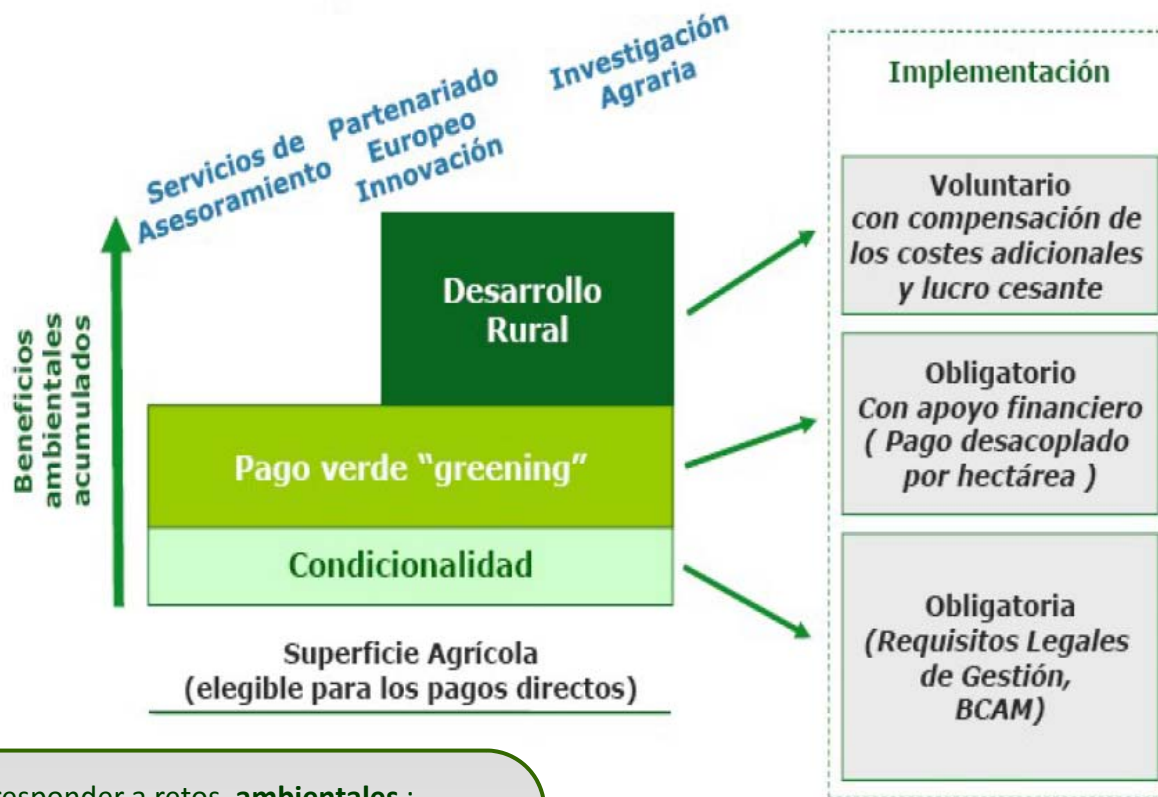 Servicios de
Asesoramiento
Partenariado
Europeo
Innovación
Investigación
Agraria
Beneficios
ambientales
acumulados
Desarrollo
Rural
Pago verde “greening”
Condicionalidad
Superficie Agrícola
(elegible para los pagos directos)
Implementación
Voluntario
con compensación de
los costes adicionales
y lucro cesante
Obligatorio
Con apoyo financiero
( Pago desacoplado
por hectárea )
Obligatoria
(Requisitos Legales
de Gestión,
BCAM)
responder a retos ambientales :